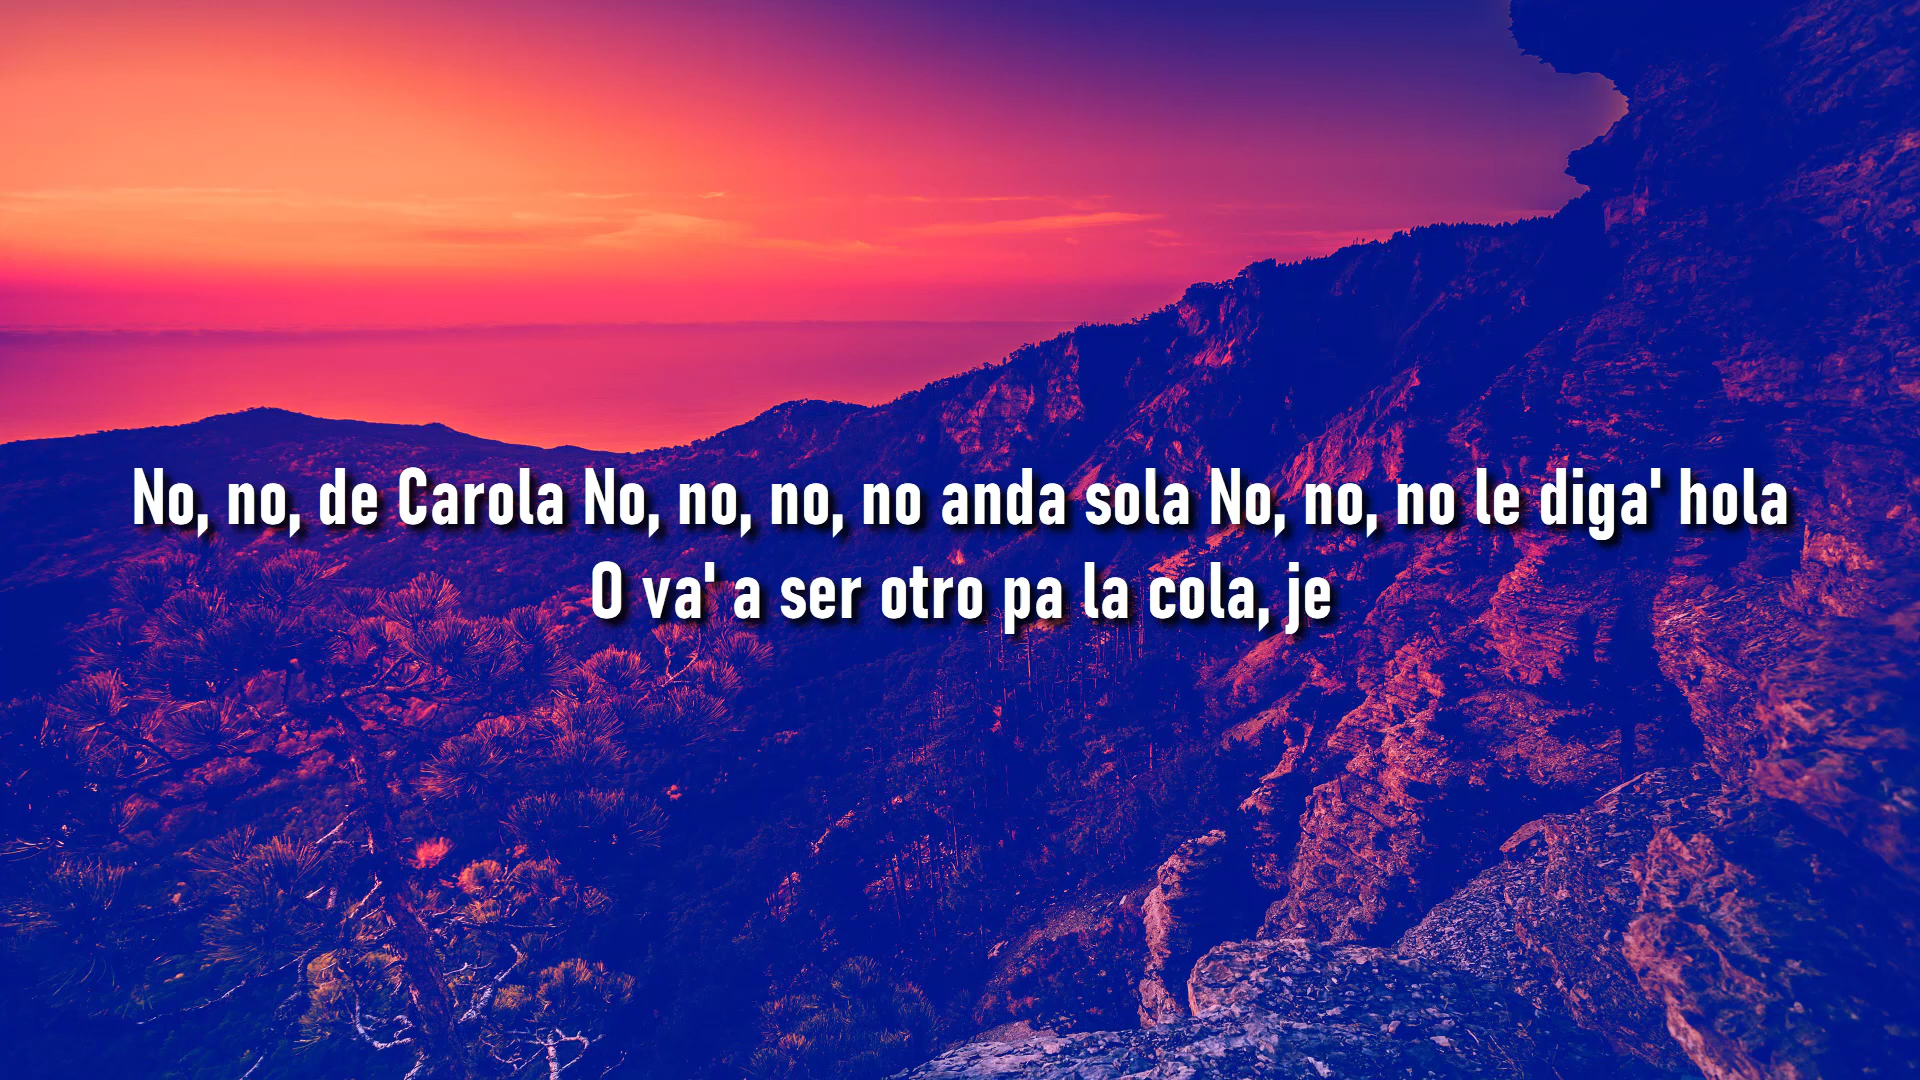 No, no, de Carola No, no, no, no anda sola No, no, no le diga' hola
O va' a ser otro pa la cola, je